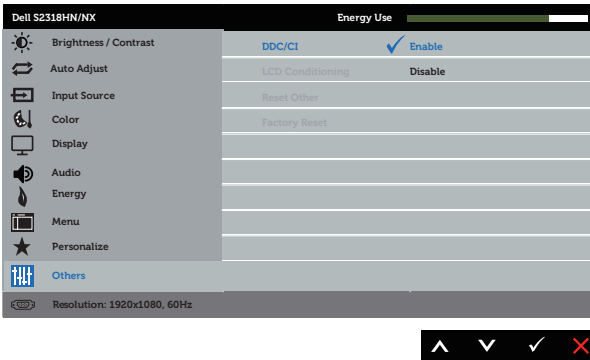 Dell S2318HN/NX Energy Use
Brightness / Contrast DDC/CI Enable
Auto Adjust LCD Conditioning Disable
Input Source Reset Other
Color Factory Reset
Display
Audio
Energy
Menu
Personalize
Others
Resolution: 1920x1080, 60Hz